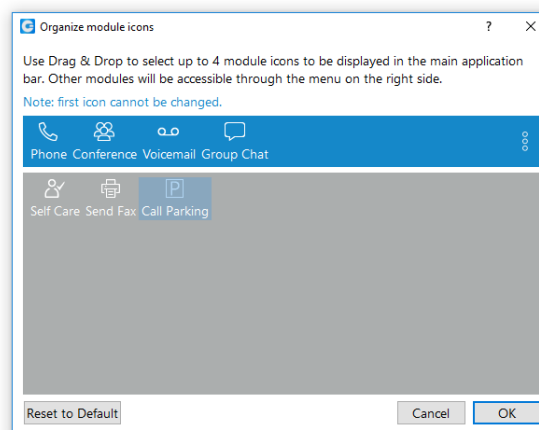 Organize module icons
Use Drag & Drop to select up to 4 module icons to be displayed in the main application
bar. Other modules will be accessible through the menu on the right side.
Note: first icon cannot be changed.
Phone Conference Voicemail Group Chat
Self Care Send Fax Call Parking
Reset to Default Cancel OK